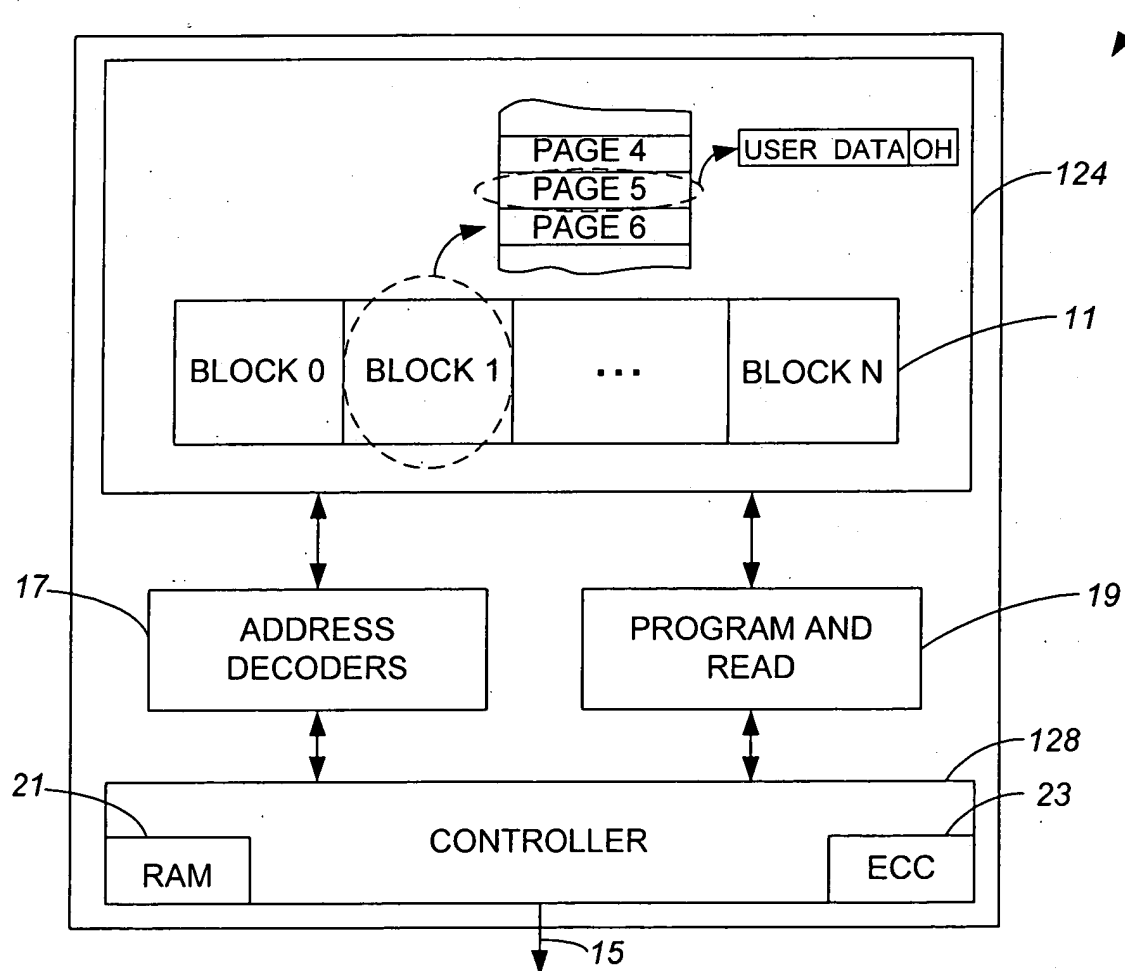 PAGE 4
USER DATA OH
PAGE 5
124
PAGE 6
11
BLOCK 0
BLOCK 1
...
BLOCK N
17
ADDRESS
DECODERS
PROGRAM AND
READ
19
128
21
23
CONTROLLER
RAM
ECC
15